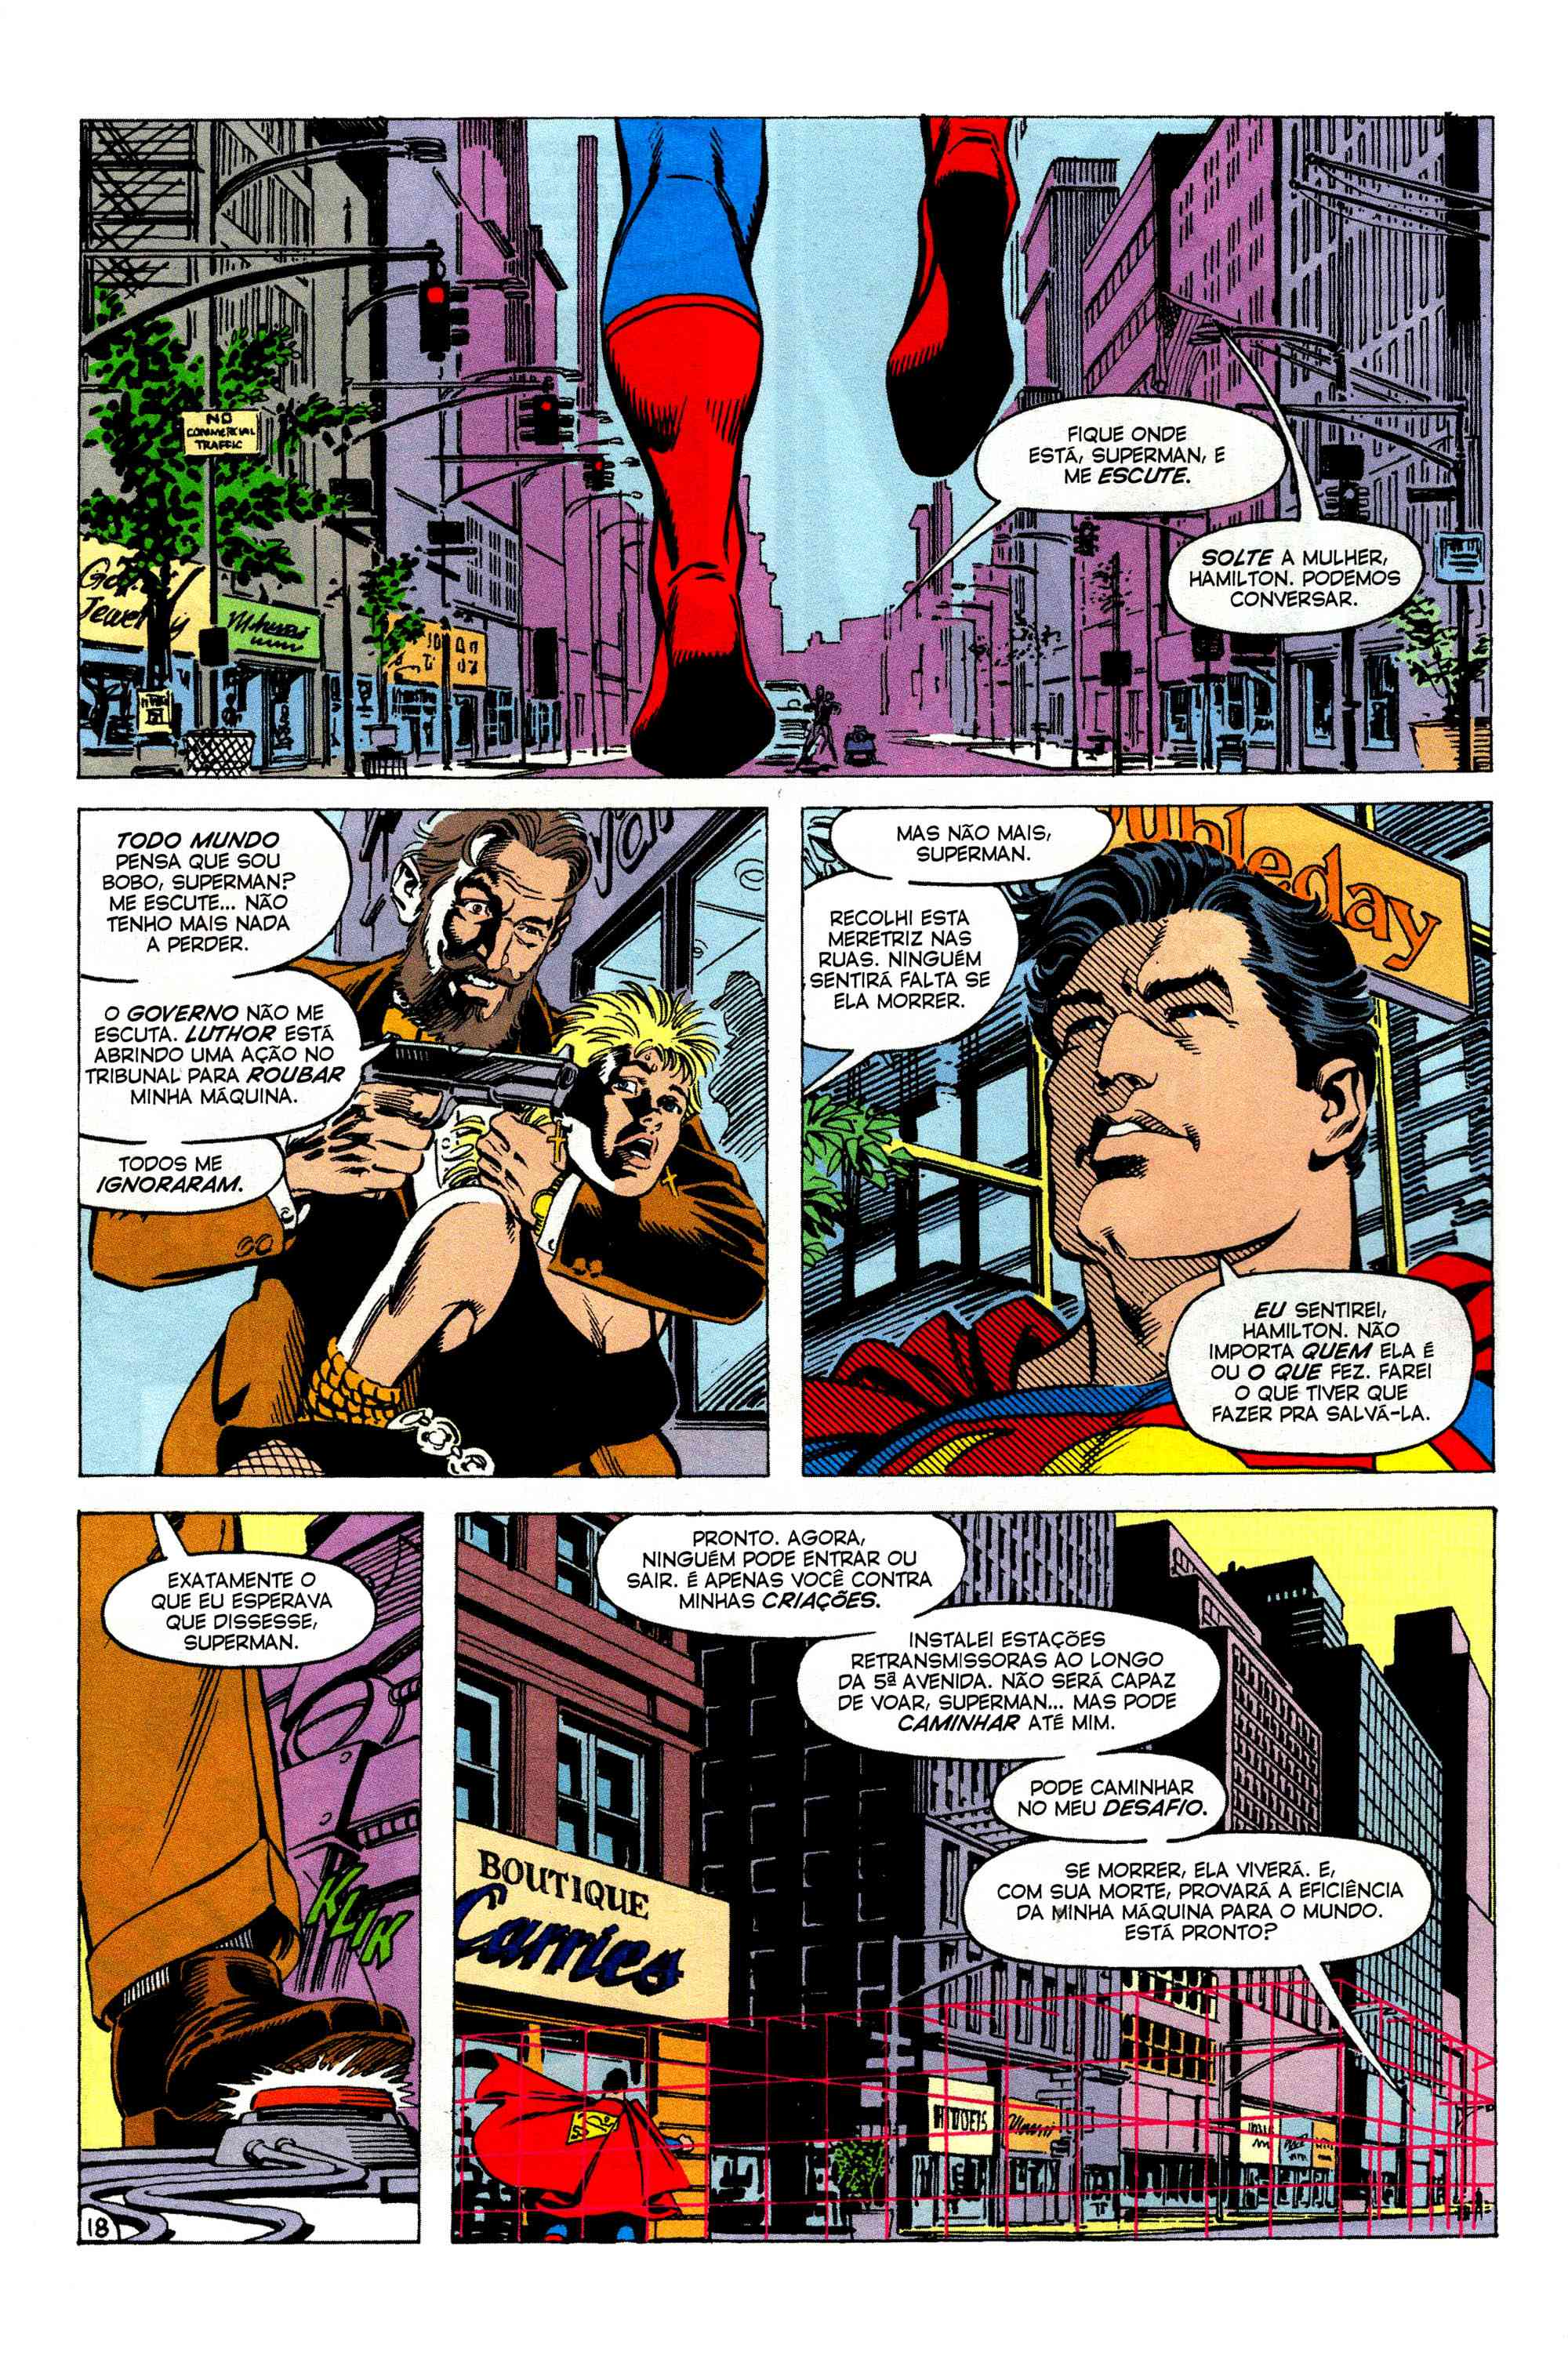 NO
COMMERCIAL
TRAFFIC
Jewelry
FIQUE ONDE
ESTÁ, SUPERMAN, E
ME ESCUTE.
SOLTE A MULHER,
HAMILTON. PODEMOS
CONVERSAR.
TODO MUNDO
PENSA QUE SOU
BOBO, SUPERMAN?
ME ESCUTE... NÃO
TENHO MAIS NADA
A PERDER.
O GOVERNO NÃO ME
ESCUTA. LUTHOR ESTÁ
ABRINDO UMA AÇÃO NO
TRIBUNAL PARA ROUBAR
MINHA MÁQUINA.
TODOS ME
IGNORARAM.
MAS NÃO MAIS,
SUPERMAN.
RECOLHI ESTA
MERETRIZ NAS
RUAS. NINGUÉM
SENTIRÁ FALTA SE
ELA MORRER.
oubleday
EU SENTIREI,
HAMILTON. NÃO
IMPORTA QUEM ELA É
OU O QUE FEZ. FAREI
O QUE TIVER QUE
FAZER PRA SALVÁ-LA.
EXATAMENTE O
QUE EU ESPERAVA
QUE DISSESSE,
SUPERMAN.
KLIK
18
PRONTO. AGORA,
NINGUÉM PODE ENTRAR OU
SAIR. É APENAS VOCÊ CONTRA
MINHAS CRIAÇÕES.
INSTALEI ESTAÇÕES
RETRANSMISSORAS AO LONGO
DA 5ª AVENIDA. NÃO SERÁ CAPAZ
DE VOAR, SUPERMAN... MAS PODE
CAMINHAR ATÉ MIM.
PODE CAMINHAR
NO MEU DESAFIO.
SE MORRER, ELA VIVERÁ. E,
COM SUA MORTE, PROVARÁ A EFICIÊNCIA
DA MINHA MÁQUINA PARA O MUNDO.
ESTÁ PRONTO?
BOUTIQUE
Carries